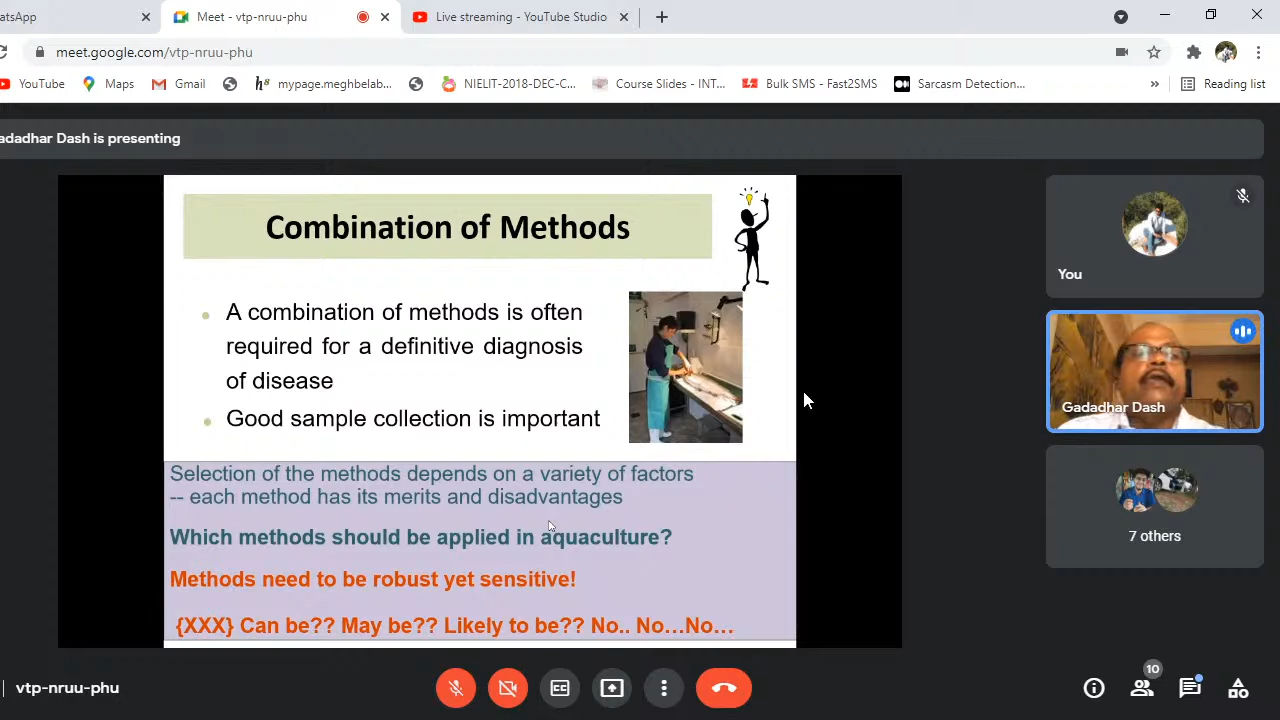 atsApp
Meet - vtp-nruu-phu
Live streaming - YouTube Studio
meet.google.com/vtp-nruu-phu
YouTube
Maps
Gmail
mypage.meghbelab...
NIELIT-2018-DEC-C...
Course Slides - INT...
Bulk SMS - Fast2SMS
Sarcasm Detection...
Reading list
adadhar Dash is presenting
Combination of Methods
A combination of methods is often
required for a definitive diagnosis
of disease
Good sample collection is important
Selection of the methods depends on a variety of factors
-- each method has its merits and disadvantages
Which methods should be applied in aquaculture?
Methods need to be robust yet sensitive!
{XXX} Can be?? May be?? Likely to be?? No.. No...No...
You
Gadadhar Dash
7 others
vtp-nruu-phu
10